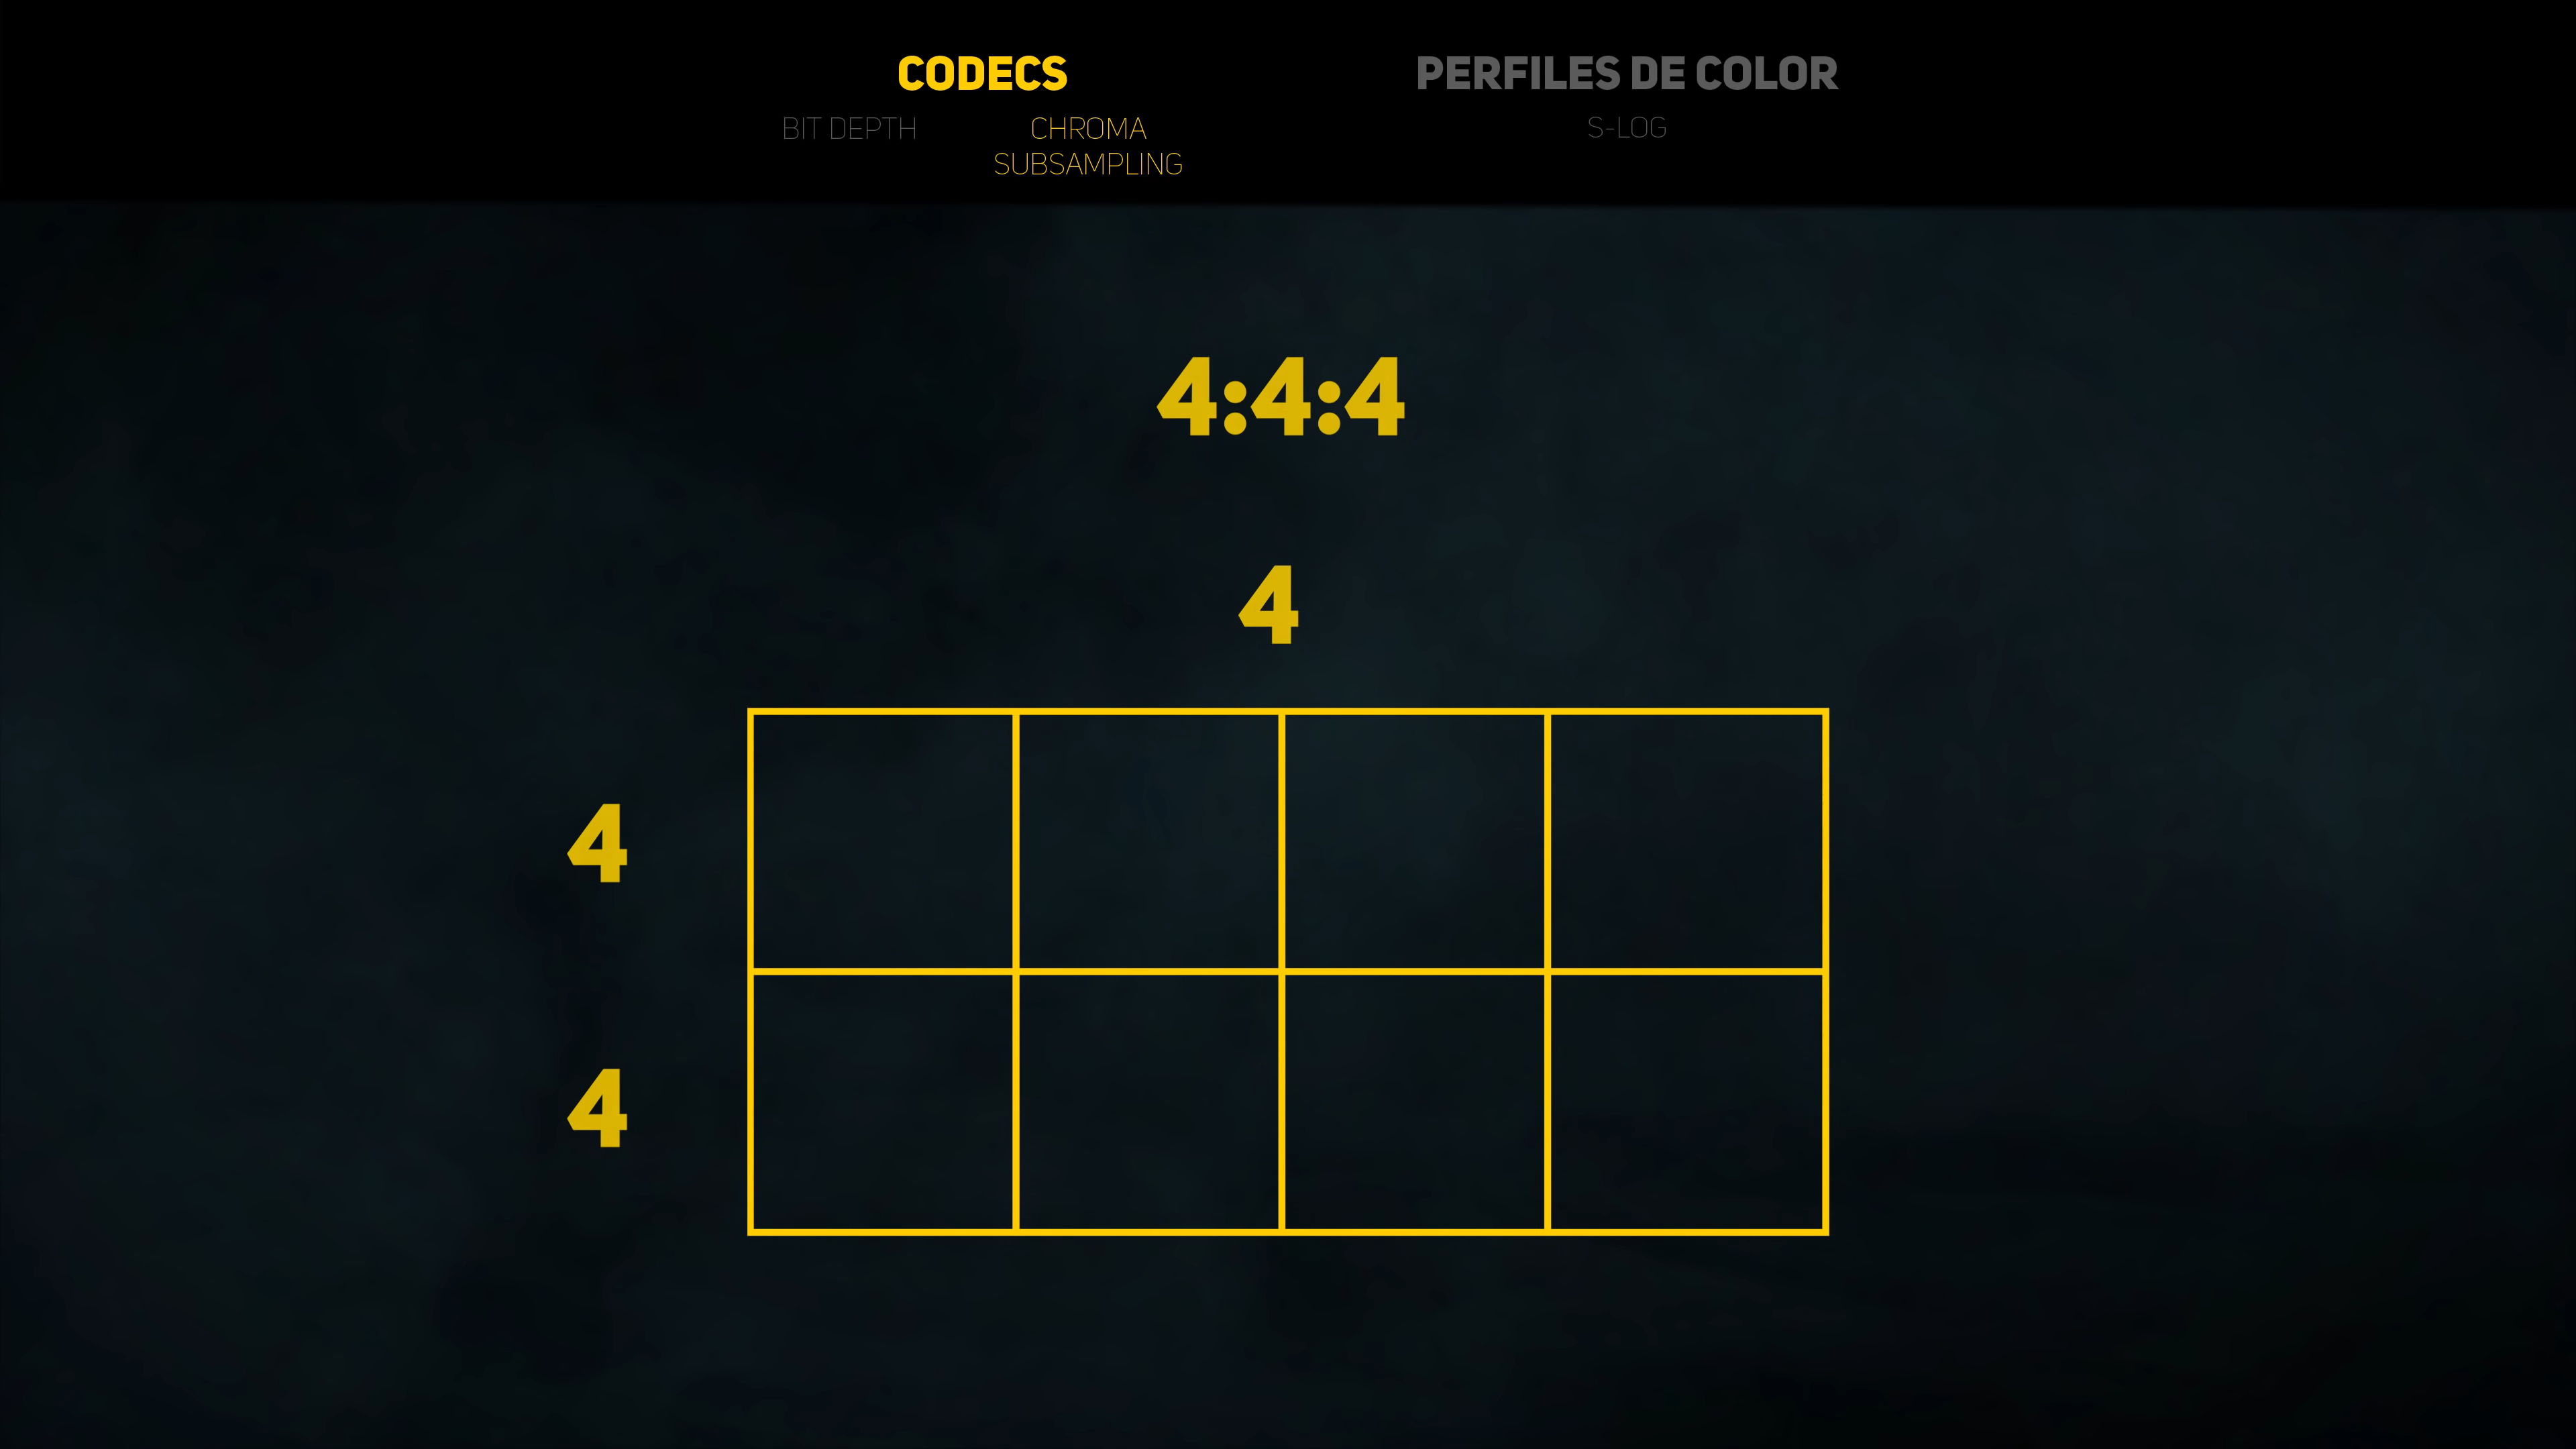 CODECS
BIT DEPTH
CHROMA
SUBSAMPLING
PERFILES DE COLOR
S-LOG
4:4:4
4
4
4